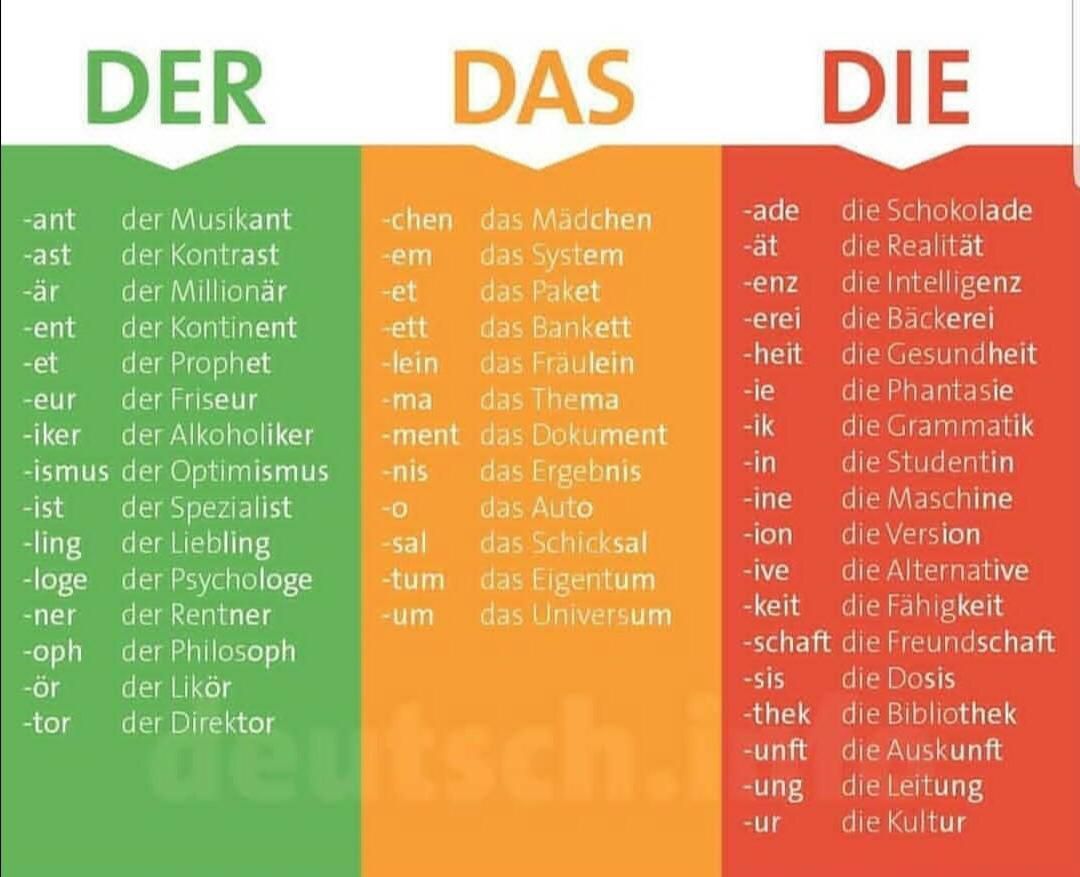 DER
-ant der Musikant
-ast der Kontrast
-är der Millionär
-ent der Kontinent
-et der Prophet
-eur der Friseur
-iker der Alkoholiker
-ismus der Optimismus
-ist der Spezialist
-ling der Liebling
-loge der Psychologe
-ner der Rentner
-oph der Philosoph
-ör der Likör
-tor der Direktor
DAS
-chen das Mädchen
-em das System
-et das Paket
-ett das Bankett
-lein das Fräulein
-ma das Thema
-ment das Dokument
-nis das Ergebnis
-o das Auto
-sal das Schicksal
-tum das Eigentum
-um das Universum
DIE
-ade die Schokolade
-ät die Realität
-enz die Intelligenz
-erei die Bäckerei
-heit die Gesundheit
-ie die Phantasie
-ik die Grammatik
-in die Studentin
-ine die Maschine
-ion die Version
-ive die Alternative
-keit die Fähigkeit
-schaft die Freundschaft
-sis die Dosis
-thek die Bibliothek
-unft die Auskunft
-ung die Leitung
-ur die Kultur
deutsch.info